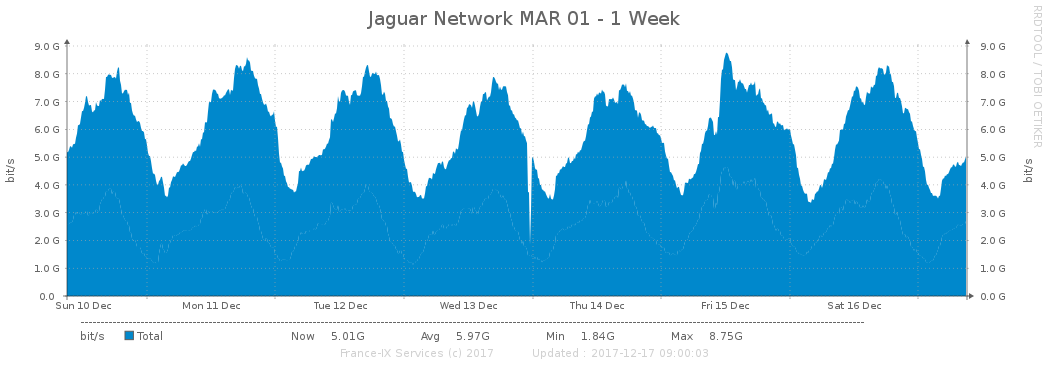 Jaguar Network MAR 01 - 1 Week
RRDTOOL / TOBI OETIKER
bit/s
9.0 G
8.0 G
7.0 G
6.0 G
5.0 G
4.0 G
3.0 G
2.0 G
1.0 G
0.0
9.0 G
8.0 G
7.0 G
6.0 G
5.0 G
4.0 G
3.0 G
2.0 G
1.0 G
0.0 G
bit/s
Sun 10 Dec Mon 11 Dec Tue 12 Dec Wed 13 Dec Thu 14 Dec Fri 15 Dec Sat 16 Dec
bit/s Total Now 5.01G Avg 5.97G Min 1.84G Max 8.75G
France-IX Services (c) 2017 Updated : 2017-12-17 09:00:03